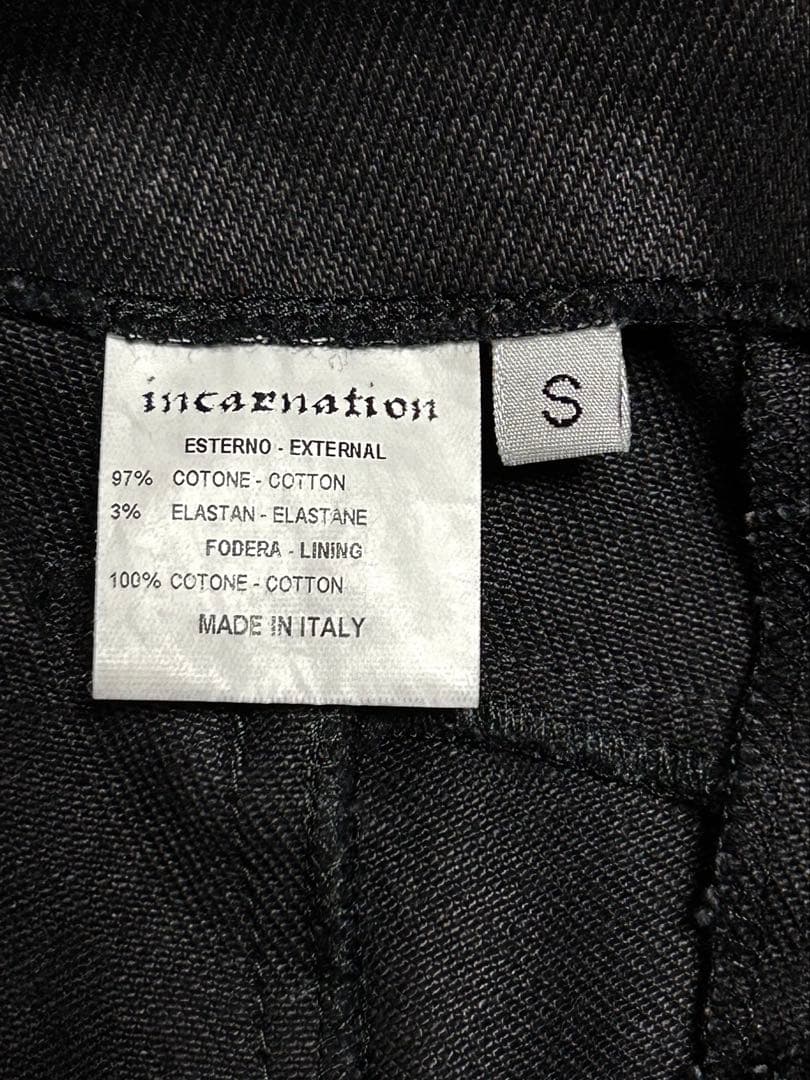 incarnation
S
ESTERNO - EXTERNAL
97% COTONE - COTTON
3% ELASTAN - ELASTANE
FODERA - LINING
100% COTONE - COTTON
MADE IN ITALY